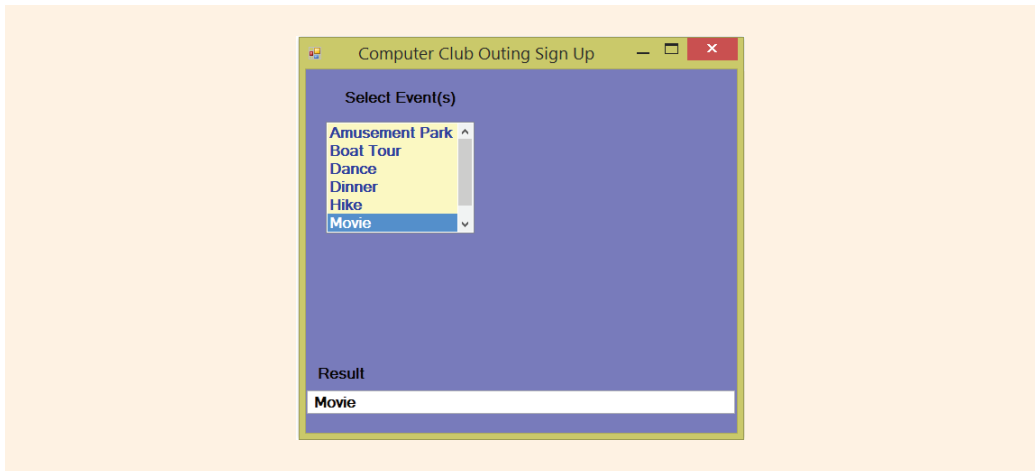 Computer Club Outing Sign Up
Select Event(s)
Amusement Park
Boat Tour
Dance
Dinner
Hike
Movie
Result
Movie